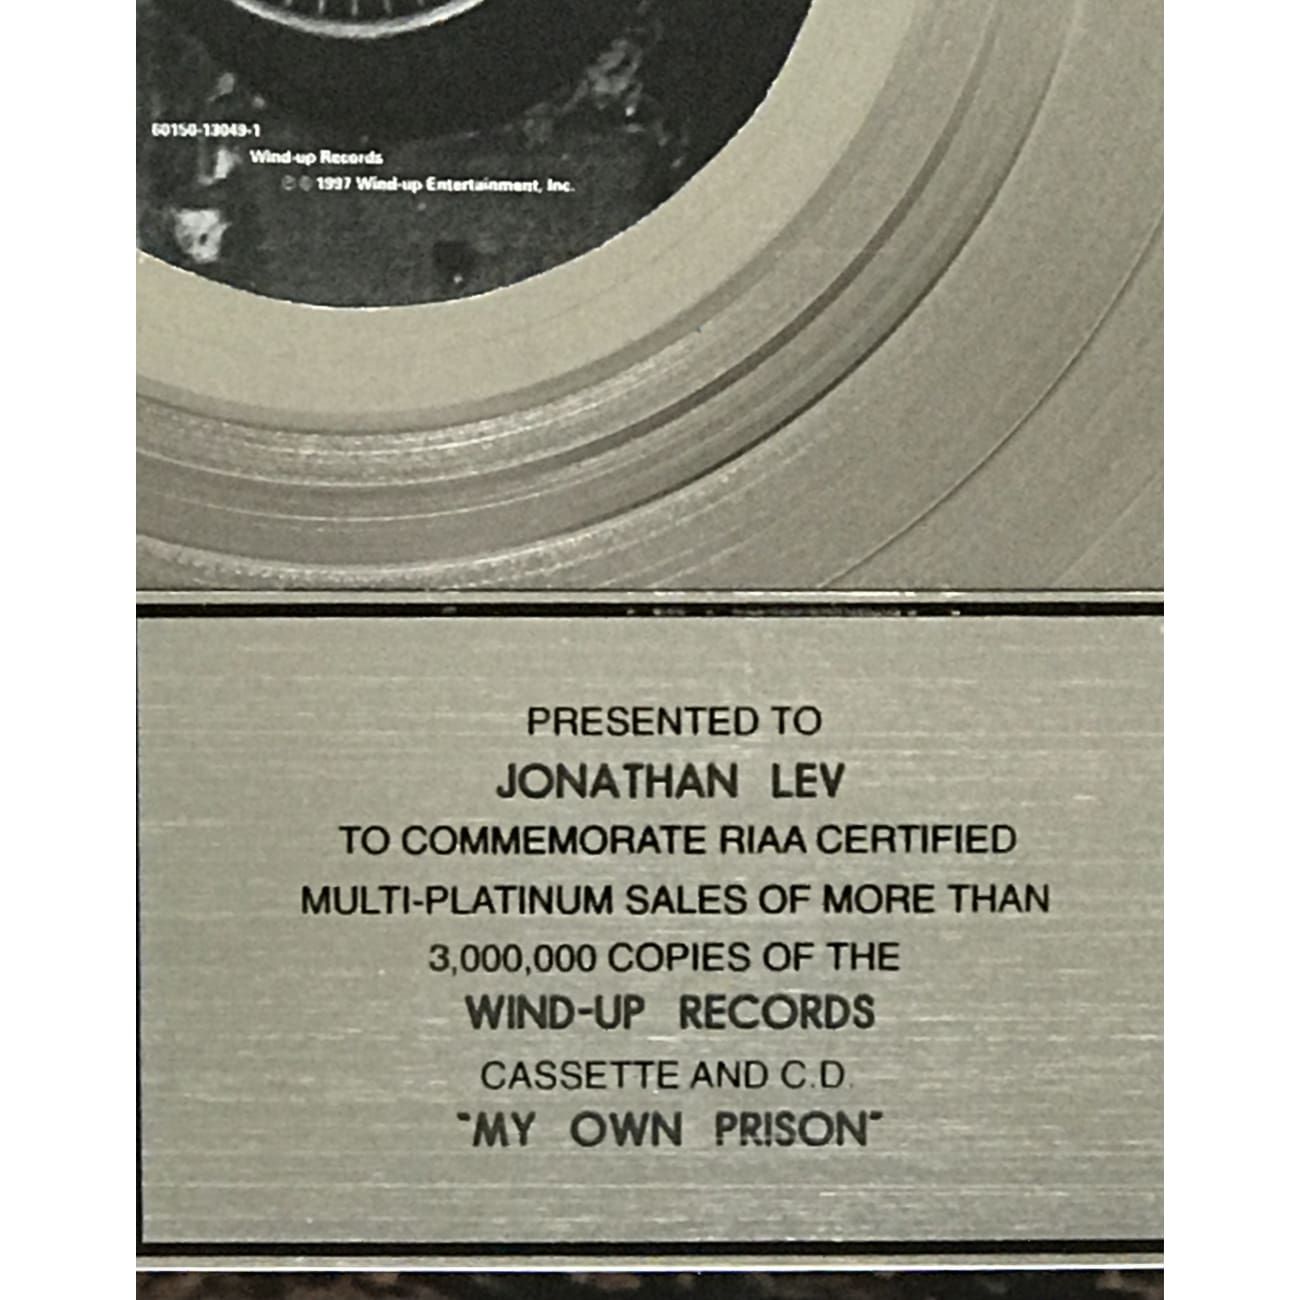 60150-13049-1
Wind-up Records
℗ © 1997 Wind-up Entertainment, Inc.
PRESENTED TO
JONATHAN LEV
TO COMMEMORATE RIAA CERTIFIED
MULTI-PLATINUM SALES OF MORE THAN
3,000,000 COPIES OF THE
WIND-UP RECORDS
CASSETTE AND C.D.
"MY OWN PRISON"